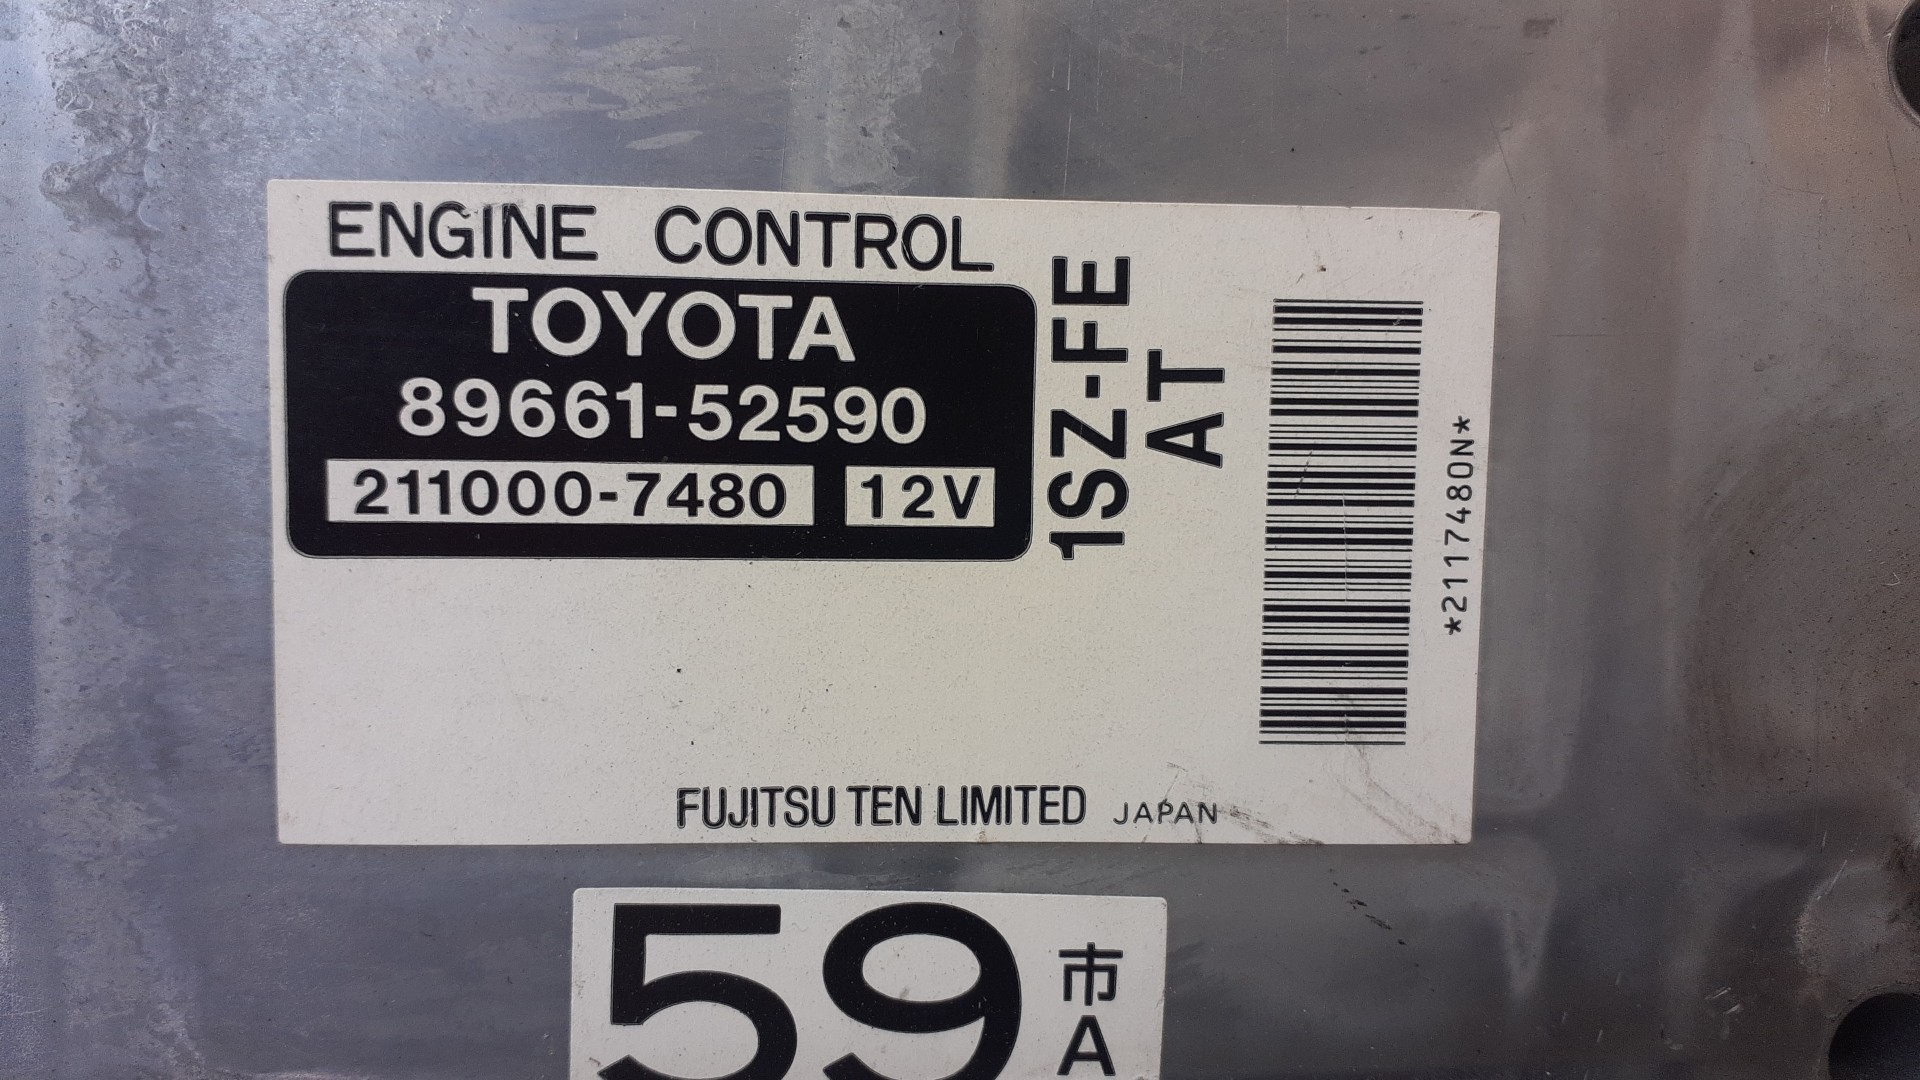 ENGINE CONTROL
TOYOTA
89661-52590
211000-7480 12V
1SZ-FE
AT
*2117480N*
FUJITSU TEN LIMITED JAPAN
59
市
A